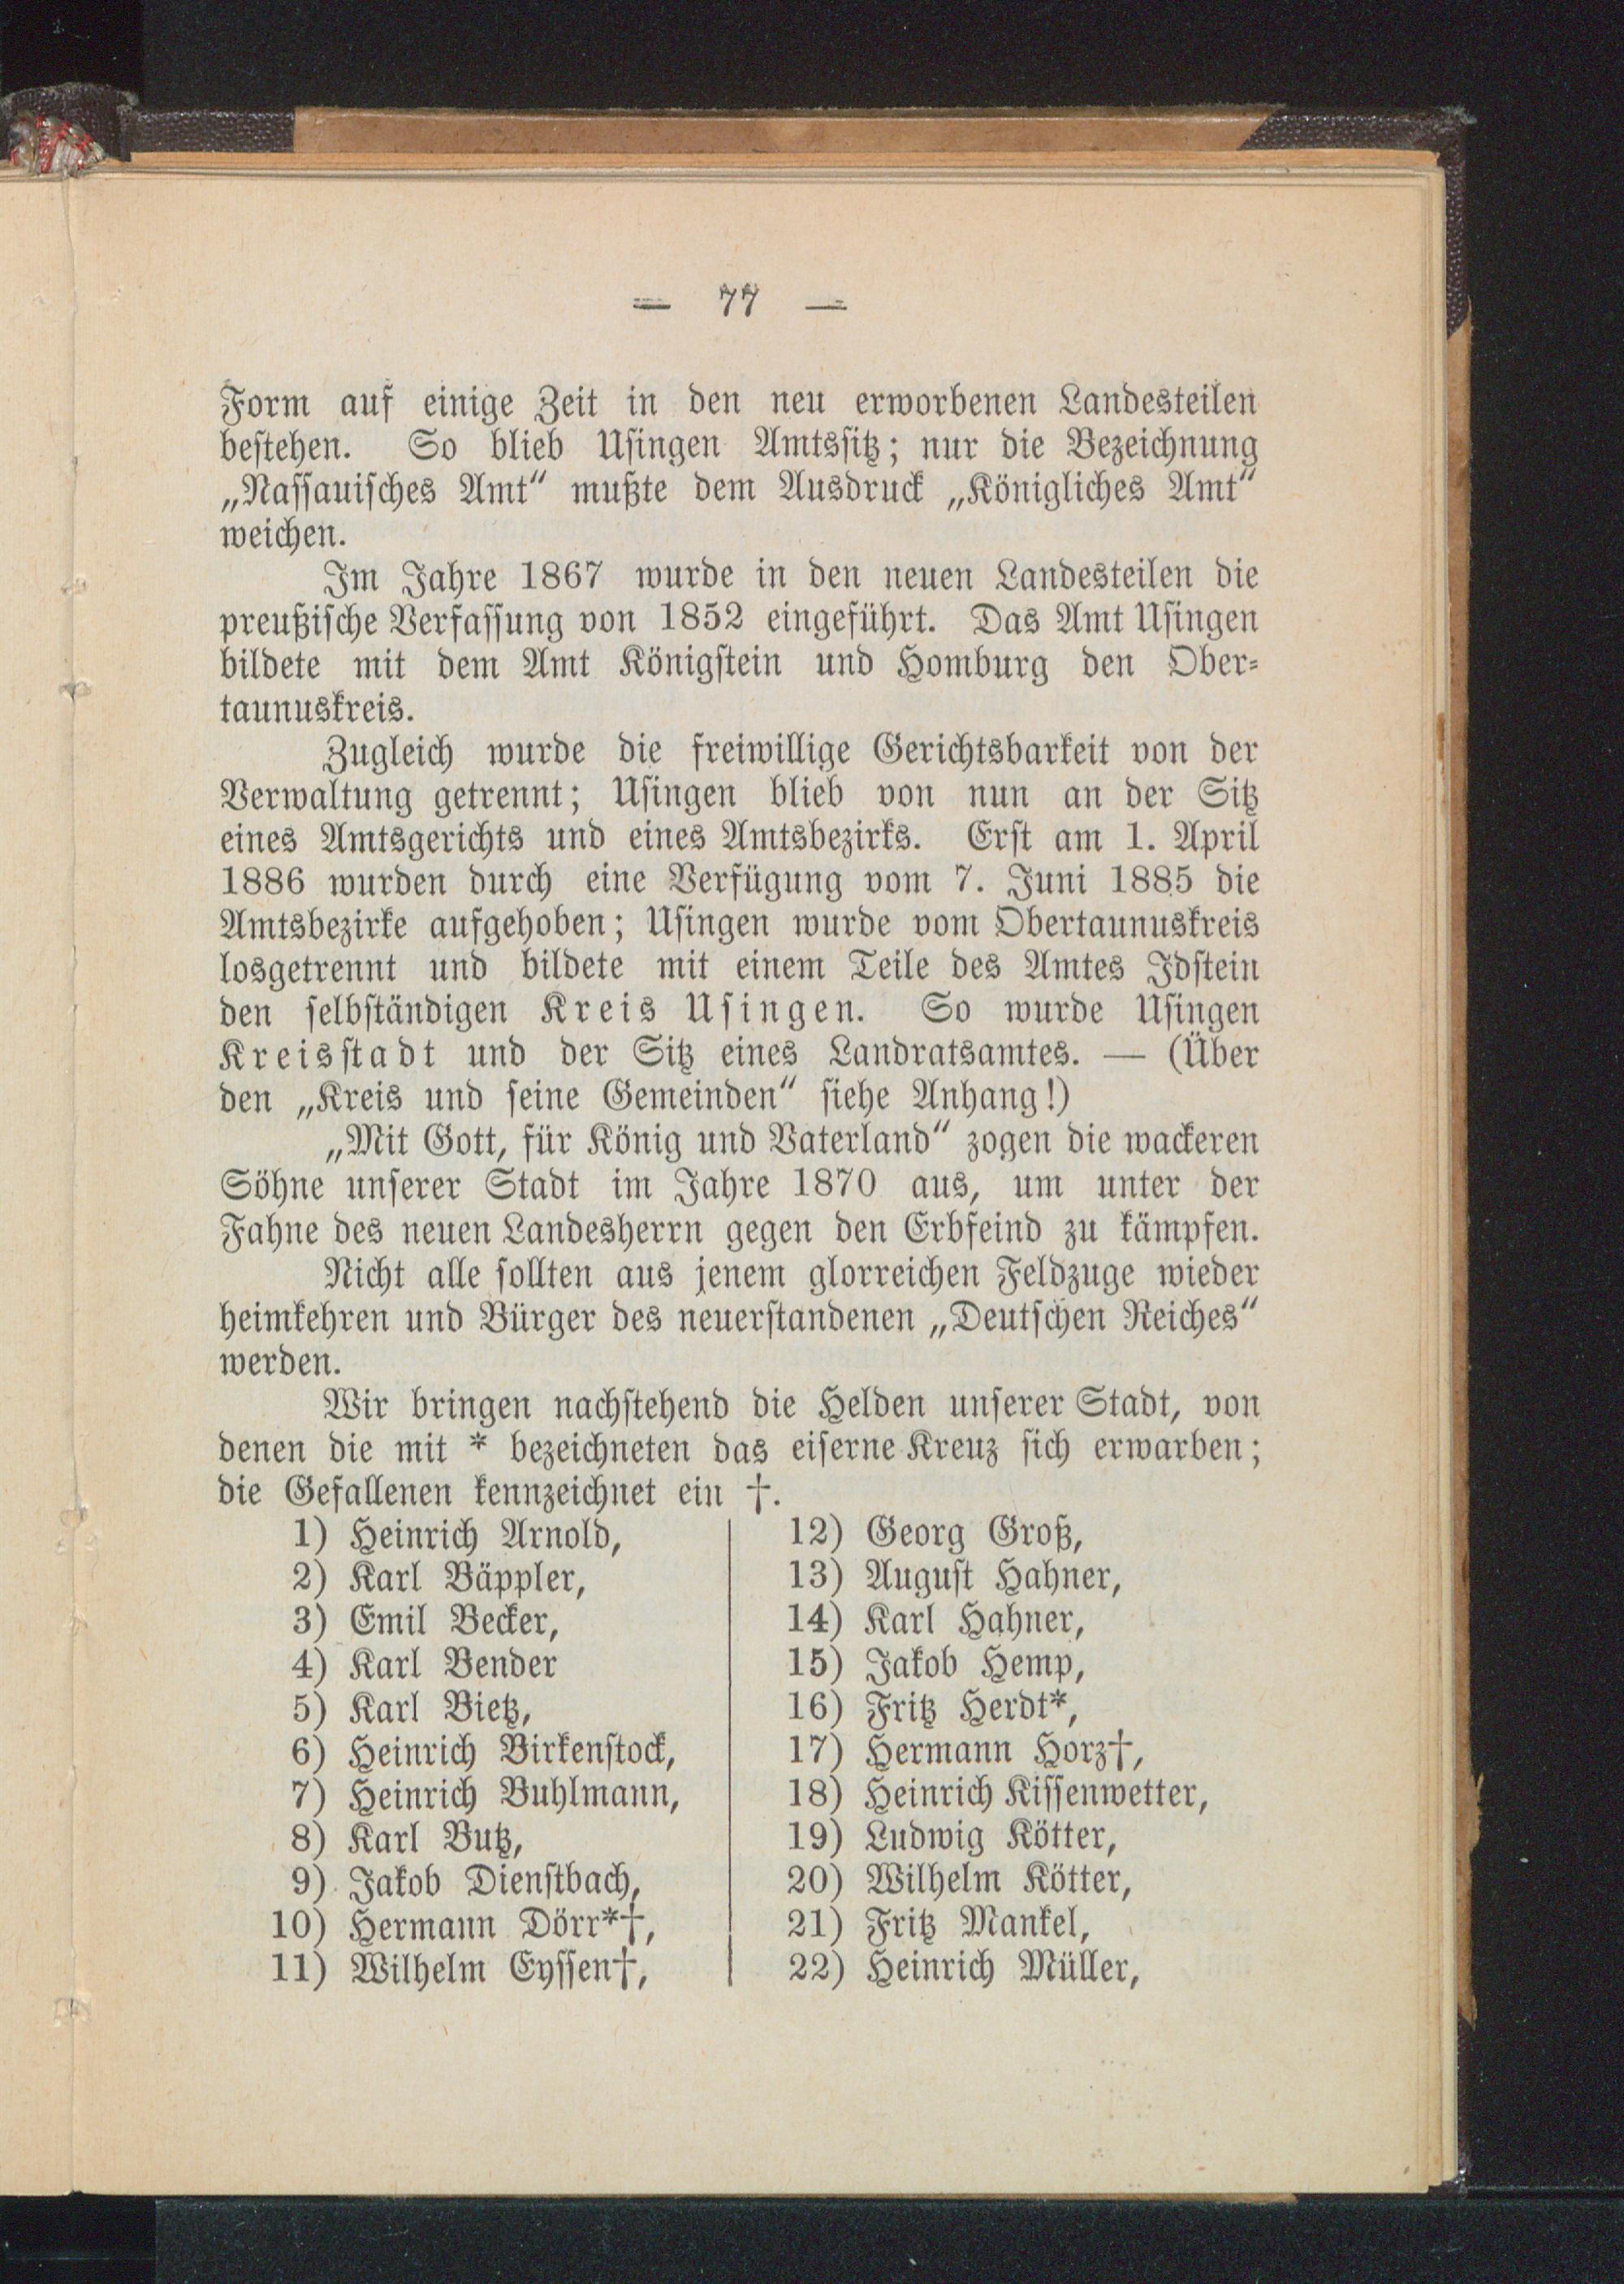 — 77 —
Form auf einige Zeit in den neu erworbenen Landesteilen
bestehen. So blieb Usingen Amtssitz; nur die Bezeichnung
„Nassauisches Amt“ mußte dem Ausdruck „Königliches Amt“
weichen.
Im Jahre 1867 wurde in den neuen Landesteilen die
preußische Verfassung von 1852 eingeführt. Das Amt Usingen
bildete mit dem Amt Königstein und Homburg den Ober-
taunuskreis.
Zugleich wurde die freiwillige Gerichtsbarkeit von der
Verwaltung getrennt; Usingen blieb von nun an der Sitz
eines Amtsgerichts und eines Amtsbezirks. Erst am 1. April
1886 wurden durch eine Verfügung vom 7. Juni 1885 die
Amtsbezirke aufgehoben; Usingen wurde vom Obertaunuskreis
losgetrennt und bildete mit einem Teile des Amtes Idstein
den selbständigen Kreis Usingen. So wurde Usingen
Kreisstadt und der Sitz eines Landratsamtes. — (Über
den „Kreis und seine Gemeinden“ siehe Anhang!)
„Mit Gott, für König und Vaterland“ zogen die wackeren
Söhne unserer Stadt im Jahre 1870 aus, um unter der
Fahne des neuen Landesherrn gegen den Erbfeind zu kämpfen.
Nicht alle sollten aus jenem glorreichen Feldzuge wieder
heimkehren und Bürger des neuerstandenen „Deutschen Reiches“
werden.
Wir bringen nachstehend die Helden unserer Stadt, von
denen die mit * bezeichneten das eiserne Kreuz sich erwarben;
die Gefallenen kennzeichnet ein †.
1) Heinrich Arnold,
2) Karl Bäppler,
3) Emil Becker,
4) Karl Bender
5) Karl Bietz,
6) Heinrich Birkenstock,
7) Heinrich Buhlmann,
8) Karl Butz,
9) Jakob Dienstbach,
10) Hermann Dörr*†,
11) Wilhelm Eyssen†,
12) Georg Groß,
13) August Hahner,
14) Karl Hahner,
15) Jakob Hemp,
16) Fritz Herdt*,
17) Hermann Horz†,
18) Heinrich Kissenwetter,
19) Ludwig Kötter,
20) Wilhelm Kötter,
21) Fritz Mankel,
22) Heinrich Müller,